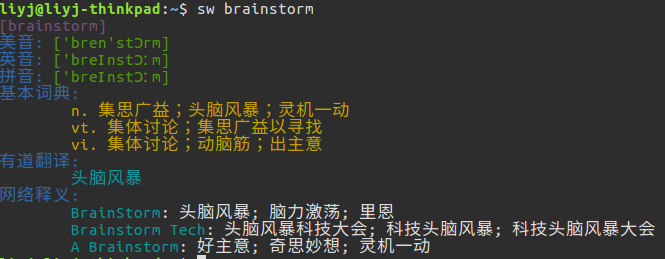 liyj@liyj-thinkpad:~$ sw brainstorm
[brainstorm]
美音: ['bren'stɔrm]
英音: ['breɪnstɔːm]
拼音: ['breɪnstɔːm]
基本词典:
n. 集思广益；头脑风暴；灵机一动
vt. 集体讨论；集思广益以寻找
vi. 集体讨论；动脑筋；出主意
有道翻译:
头脑风暴
网络释义:
BrainStorm: 头脑风暴; 脑力激荡; 里恩
Brainstorm Tech: 头脑风暴科技大会; 科技头脑风暴; 科技头脑风暴大会
A Brainstorm: 好主意; 奇思妙想; 灵机一动